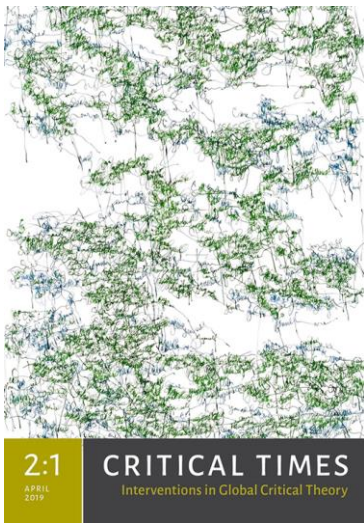 2:1
APRIL
2019
CRITICAL TIMES
Interventions in Global Critical Theory